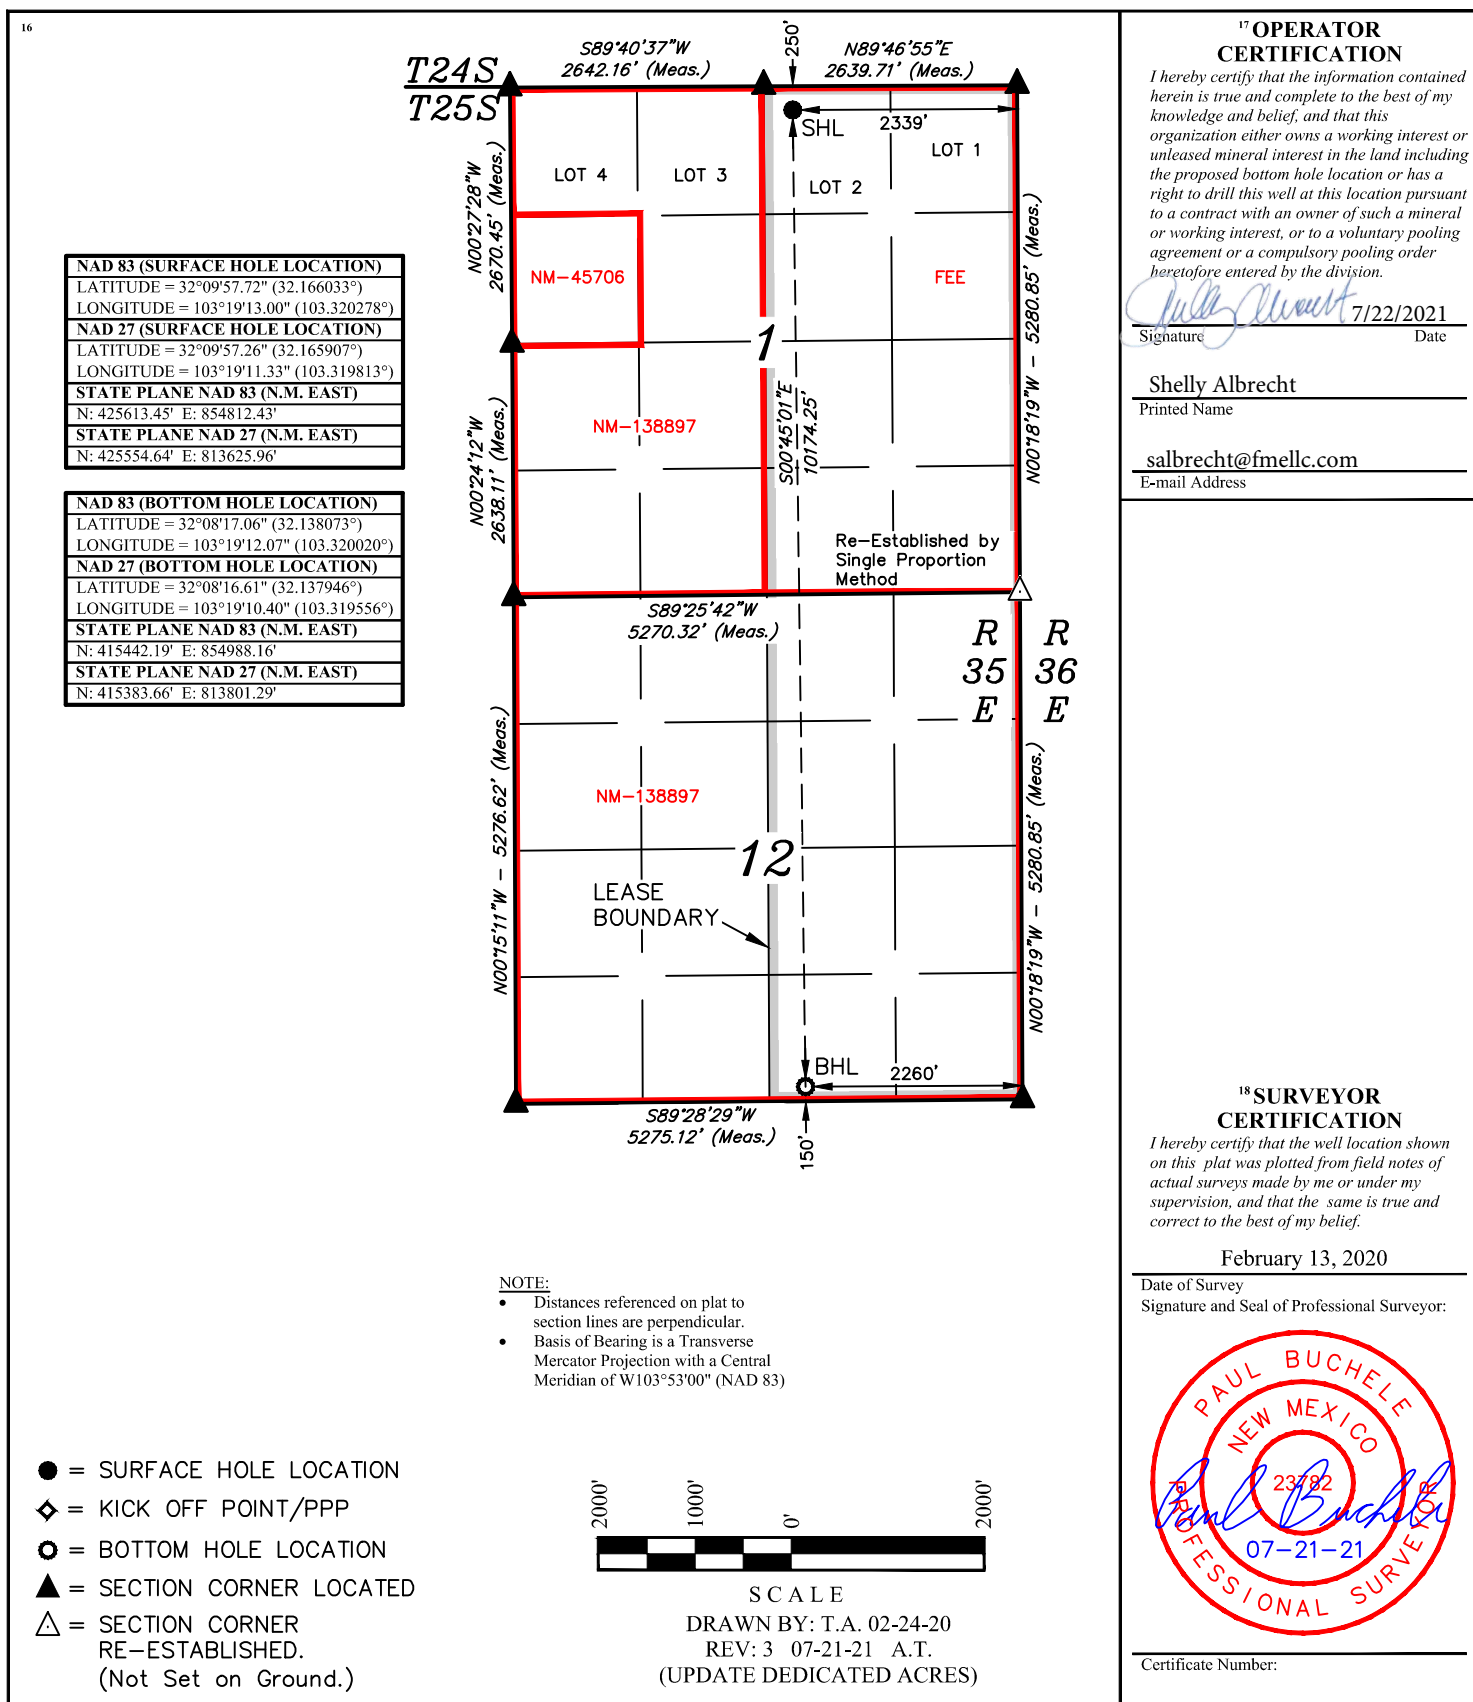 16
T24S
T25S
S89°40'37"W
2642.16' (Meas.)
250'
N89°46'55"E
2639.71' (Meas.)
SHL
2339'
LOT 4
LOT 3
LOT 2
LOT 1
N00°27'28"W
2670.45' (Meas.)
NM-45706
FEE
1
N00°18'19"W - 5280.85' (Meas.)
NM-138897
S00°45'01"E
10174.25'
N00°24'12"W
2638.11' (Meas.)
Re-Established by
Single Proportion
Method
S89°25'42"W
5270.32' (Meas.)
R R
35 36
E E
N00°15'11"W - 5276.62' (Meas.)
NM-138897
12
LEASE
BOUNDARY
N00°18'19"W - 5280.85' (Meas.)
BHL
2260'
S89°28'29"W
5275.12' (Meas.)
150'
NAD 83 (SURFACE HOLE LOCATION)
LATITUDE = 32°09'57.72" (32.166033°)
LONGITUDE = 103°19'13.00" (103.320278°)
NAD 27 (SURFACE HOLE LOCATION)
LATITUDE = 32°09'57.26" (32.165907°)
LONGITUDE = 103°19'11.33" (103.319813°)
STATE PLANE NAD 83 (N.M. EAST)
N: 425613.45' E: 854812.43'
STATE PLANE NAD 27 (N.M. EAST)
N: 425554.64' E: 813625.96'
NAD 83 (BOTTOM HOLE LOCATION)
LATITUDE = 32°08'17.06" (32.138073°)
LONGITUDE = 103°19'12.07" (103.320020°)
NAD 27 (BOTTOM HOLE LOCATION)
LATITUDE = 32°08'16.61" (32.137946°)
LONGITUDE = 103°19'10.40" (103.319556°)
STATE PLANE NAD 83 (N.M. EAST)
N: 415442.19' E: 854988.16'
STATE PLANE NAD 27 (N.M. EAST)
N: 415383.66' E: 813801.29'
NOTE:
• Distances referenced on plat to
section lines are perpendicular.
• Basis of Bearing is a Transverse
Mercator Projection with a Central
Meridian of W103°53'00" (NAD 83)
= SURFACE HOLE LOCATION
= KICK OFF POINT/PPP
= BOTTOM HOLE LOCATION
= SECTION CORNER LOCATED
= SECTION CORNER
RE-ESTABLISHED.
(Not Set on Ground.)
2000' 1000' 0' 2000'
SCALE
DRAWN BY: T.A. 02-24-20
REV: 3 07-21-21 A.T.
(UPDATE DEDICATED ACRES)
17 OPERATOR
CERTIFICATION
I hereby certify that the information contained
herein is true and complete to the best of my
knowledge and belief, and that this
organization either owns a working interest or
unleased mineral interest in the land including
the proposed bottom hole location or has a
right to drill this well at this location pursuant
to a contract with an owner of such a mineral
or working interest, or to a voluntary pooling
agreement or a compulsory pooling order
heretofore entered by the division.
7/22/2021
Signature Date
Shelly Albrecht
Printed Name
salbrecht@fmellc.com
E-mail Address
18 SURVEYOR
CERTIFICATION
I hereby certify that the well location shown
on this plat was plotted from field notes of
actual surveys made by me or under my
supervision, and that the same is true and
correct to the best of my belief.
February 13, 2020
Date of Survey
Signature and Seal of Professional Surveyor:
PAUL BUCHELE
NEW MEXICO
23782
Paul Buchele
07-21-21
PROFESSIONAL SURVEYOR
Certificate Number: